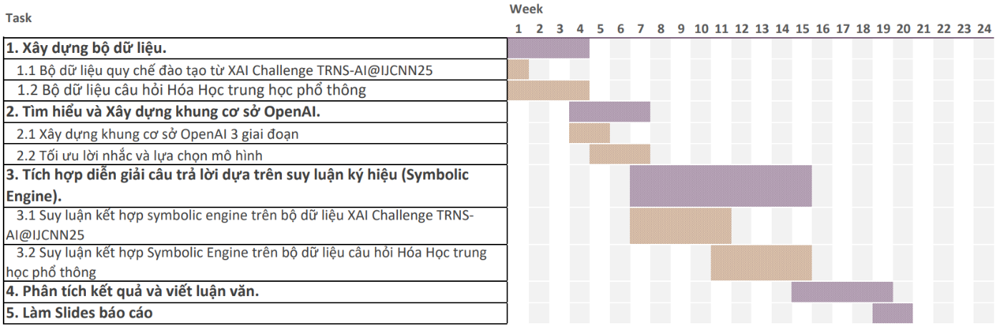 Week
Task
1 2 3 4 5 6 7 8 9 10 11 12 13 14 15 16 17 18 19 20 21 22 23 24
1. Xây dựng bộ dữ liệu.
1.1 Bộ dữ liệu quy chế đào tạo từ XAI Challenge TRNS-AI@IJCNN25
1.2 Bộ dữ liệu câu hỏi Hóa Học trung học phổ thông
2. Tìm hiểu và Xây dựng khung cơ sở OpenAI.
2.1 Xây dựng khung cơ sở OpenAI 3 giai đoạn
2.2 Tối ưu lời nhắc và lựa chọn mô hình
3. Tích hợp diễn giải câu trả lời dựa trên suy luận ký hiệu (Symbolic
Engine).
3.1 Suy luận kết hợp symbolic engine trên bộ dữ liệu XAI Challenge TRNS-
AI@IJCNN25
3.2 Suy luận kết hợp Symbolic Engine trên bộ dữ liệu câu hỏi Hóa Học trung
học phổ thông
4. Phân tích kết quả và viết luận văn.
5. Làm Slides báo cáo